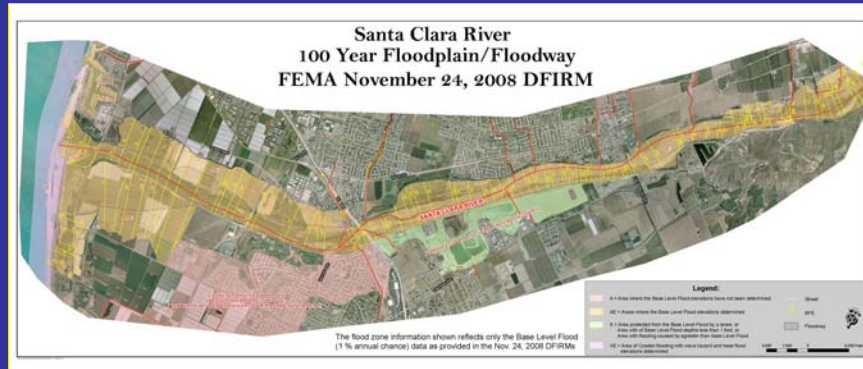 Santa Clara River
100 Year Floodplain/Floodway
FEMA November 24, 2008 DFIRM
SANTA CLARA RIVER
Legend:
A = Area where the Base Level Flood elevations have not been determined
AE = Areas where the Base Level Flood elevations determined
X = Area protected from the Base Level Flood by a levee, or
Area with of Base Level Flood depths less than 1 foot, or
Area with flooding caused by agreater than base Level Flood
VE = Area of Coastal flooding with wave hazard and base flood
elevations determined
Street
BFE
Floodway
The flood zone information shown reflects only the Base Level Flood
(1 % annual chance) data as provided in the Nov. 24, 2008 DFIRMs